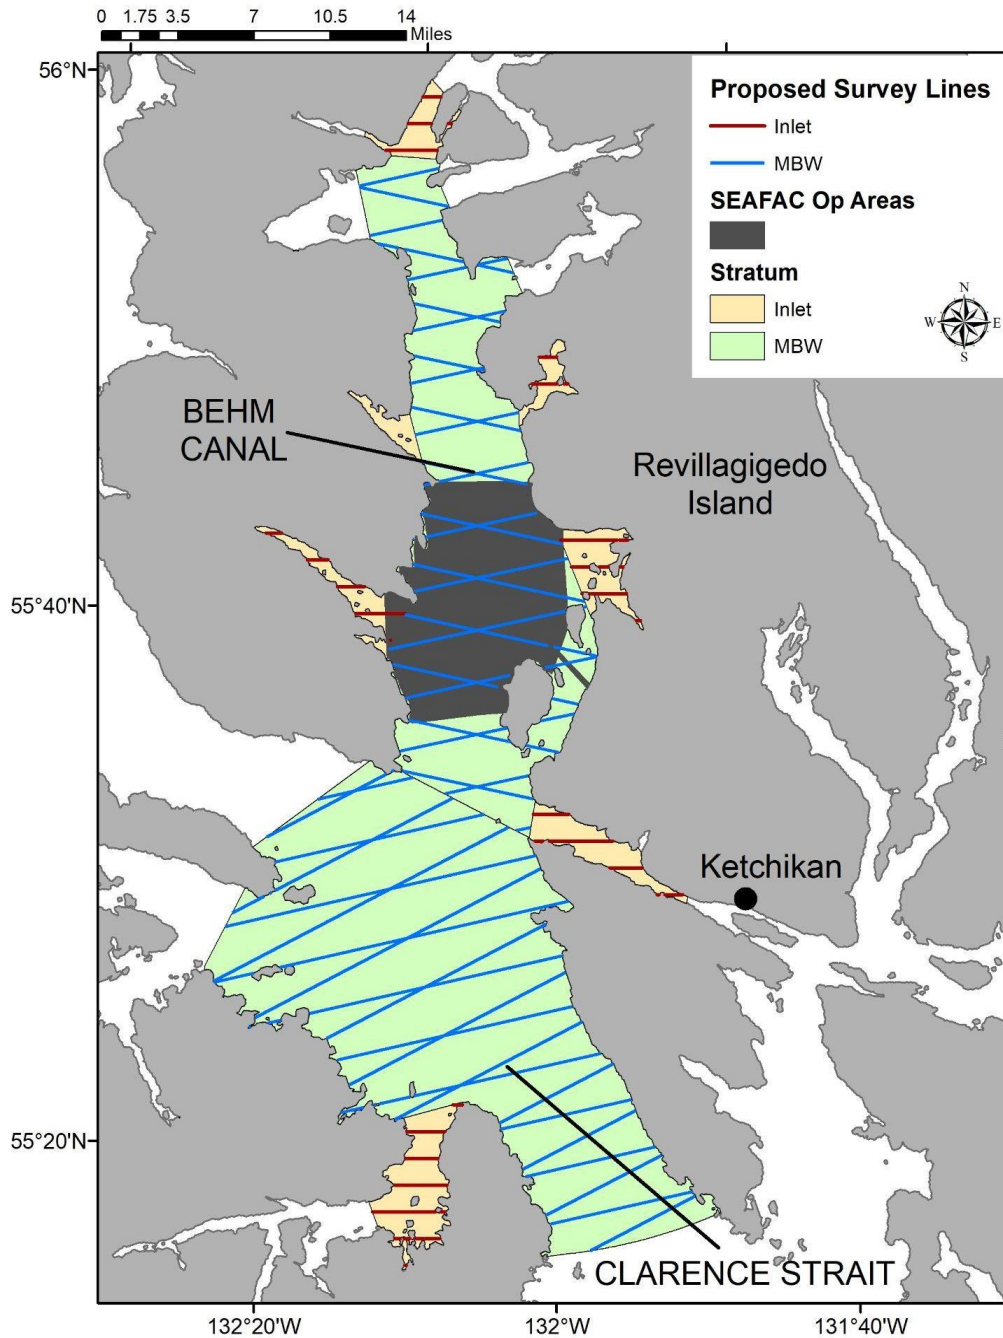 0 1.75 3.5 7 10.5 14
Miles
56°N
Proposed Survey Lines
Inlet
MBW
SEAFAC Op Areas
Stratum
Inlet
MBW
N
W E
S
BEHM
CANAL
Revillagigedo
Island
55°40'N
Ketchikan
55°20'N
CLARENCE STRAIT
132°20'W 132°W 131°40'W